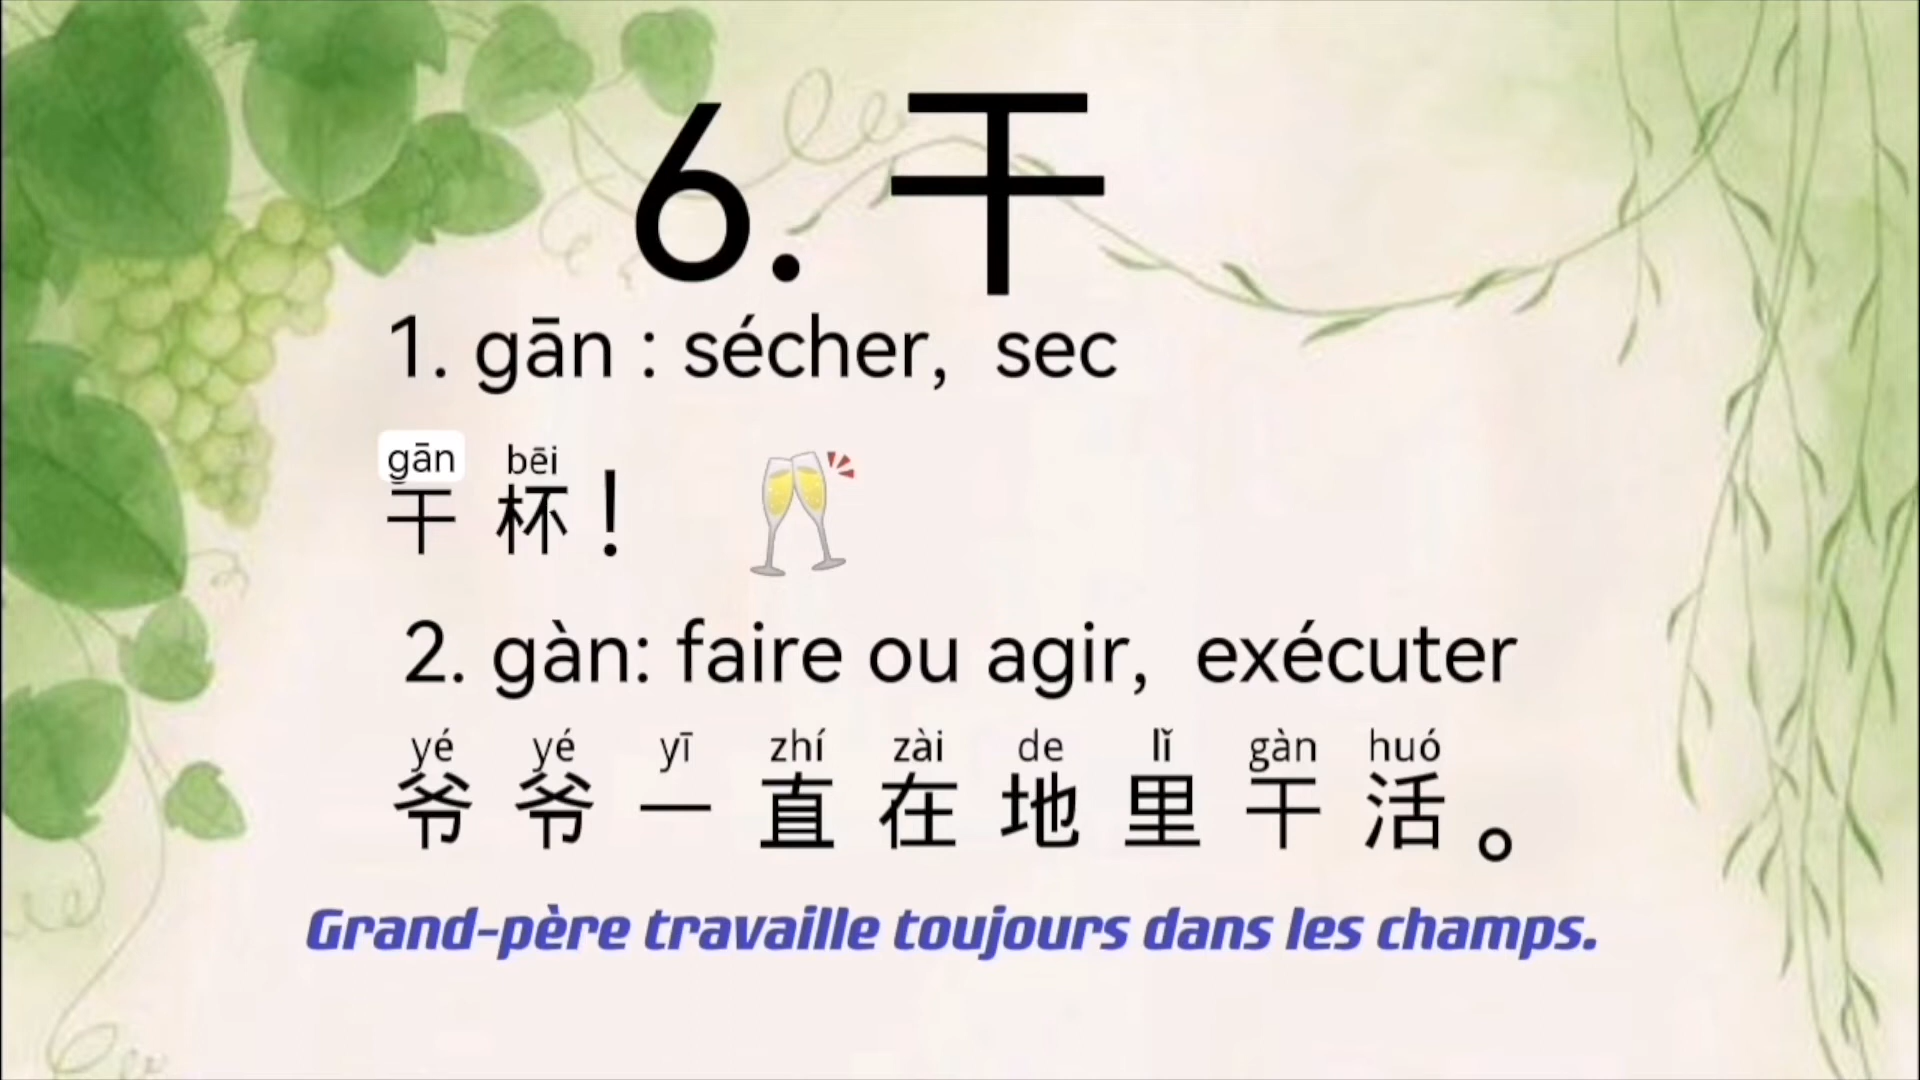 6. 干
1. gān : sécher, sec
gān bēi
干 杯！
2. gàn: faire ou agir, exécuter
yé yé yī zhí zài de lǐ gàn huó
爷 爷 一 直 在 地 里 干 活 。
Grand-père travaille toujours dans les champs.